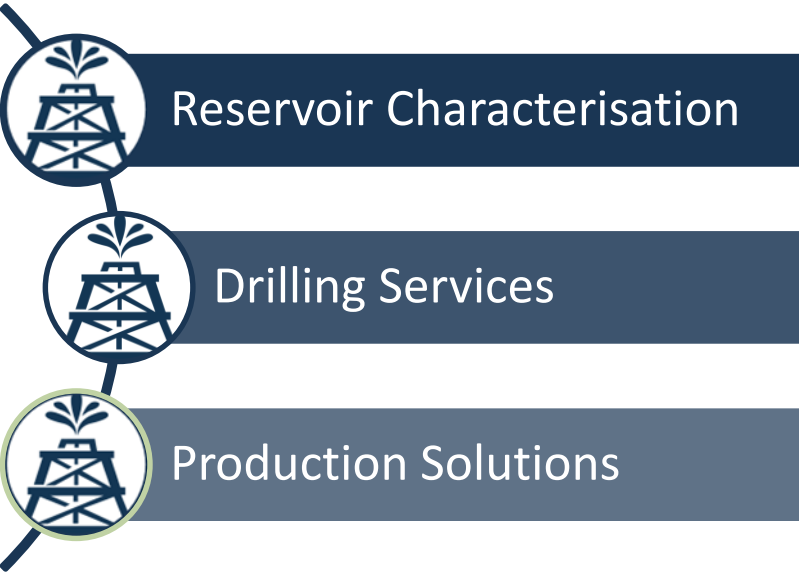 Reservoir Characterisation
Drilling Services
Production Solutions